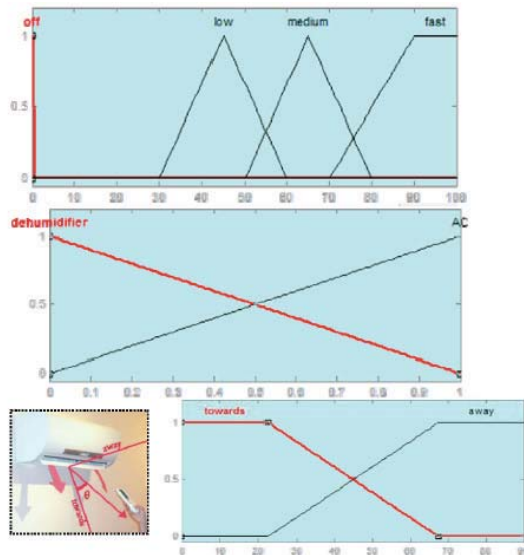 off low medium fast
1
0.5
0
0 10 20 30 40 50 60 70 80 90 100
dehumidifier AC
1
0.5
0
0 0.1 0.2 0.3 0.4 0.5 0.6 0.7 0.8 0.9 1
towards away
1
0.5
0
0 10 20 30 40 50 60 70 80
away
θ
towards